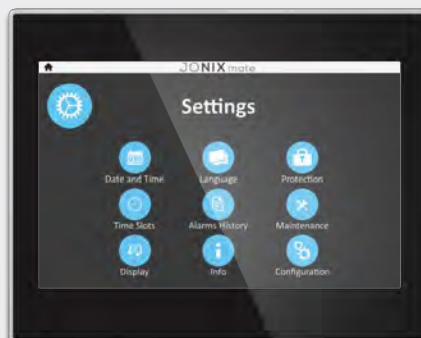 JONIX mate
Settings
Date and Time
Language
Protection
Time Slots
Alarms History
Maintenance
Display
Info
Configuration